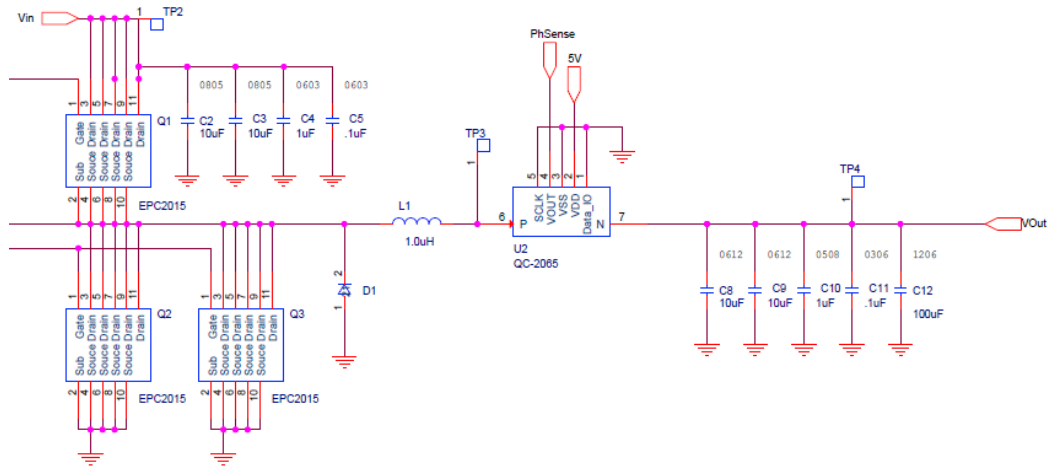 Vin
1
TP2
0805
0805
0603
0603
C2
10uF
C3
10uF
C4
1uF
C5
.1uF
1
3
5
7
9
11
Gate
Drain
Drain
Drain
Drain
Drain
Q1
Sub
Souce
Souce
Souce
Souce
2
4
6
8
10
EPC2015
PhSense
5V
TP3
1
5
4
3
2
1
SCLK
VOUT
VSS
VDD
Data_IO
6
P
N
7
U2
QC-2065
L1
1.0uH
TP4
1
VOut
0612
0612
0508
0306
1206
C8
10uF
C9
10uF
C10
1uF
C11
.1uF
C12
100uF
2
D1
1
1
3
5
7
9
11
Gate
Drain
Drain
Drain
Drain
Drain
Q2
Sub
Souce
Souce
Souce
Souce
2
4
6
8
10
EPC2015
1
3
5
7
9
11
Gate
Drain
Drain
Drain
Drain
Drain
Q3
Sub
Souce
Souce
Souce
Souce
2
4
6
8
10
EPC2015